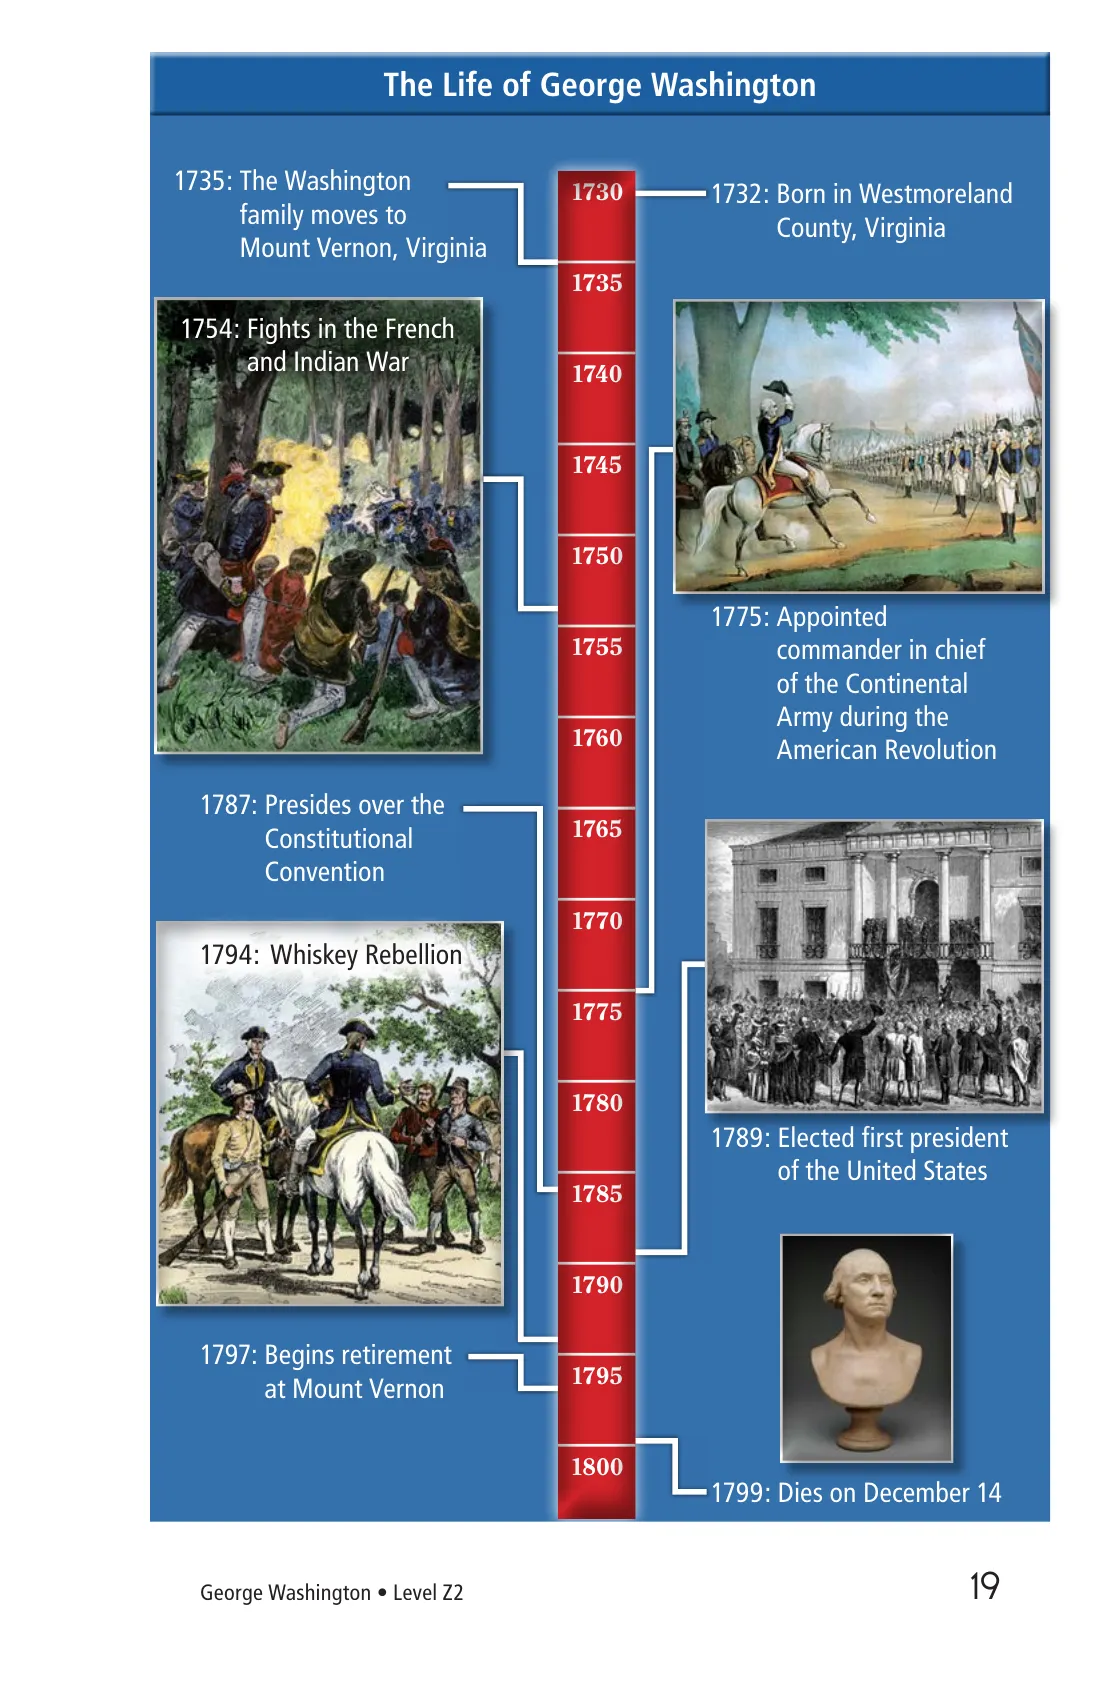 The Life of George Washington
1735: The Washington
family moves to
Mount Vernon, Virginia
1732: Born in Westmoreland
County, Virginia
1754: Fights in the French
and Indian War
1775: Appointed
commander in chief
of the Continental
Army during the
American Revolution
1787: Presides over the
Constitutional
Convention
1794: Whiskey Rebellion
1789: Elected first president
of the United States
1797: Begins retirement
at Mount Vernon
1799: Dies on December 14
1730
1735
1740
1745
1750
1755
1760
1765
1770
1775
1780
1785
1790
1795
1800
George Washington • Level Z2
19